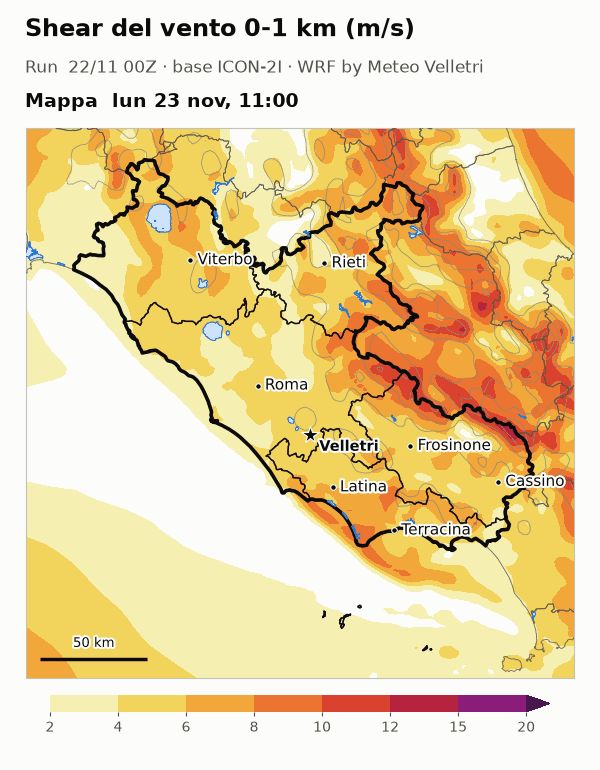 Shear del vento 0-1 km (m/s)
Run 22/11 00Z · base ICON-2I · WRF by Meteo Velletri
Mappa lun 23 nov, 11:00
Viterbo
Rieti
Roma
Velletri
Frosinone
Latina
Cassino
Terracina
50 km
2 4 6 8 10 12 15 20